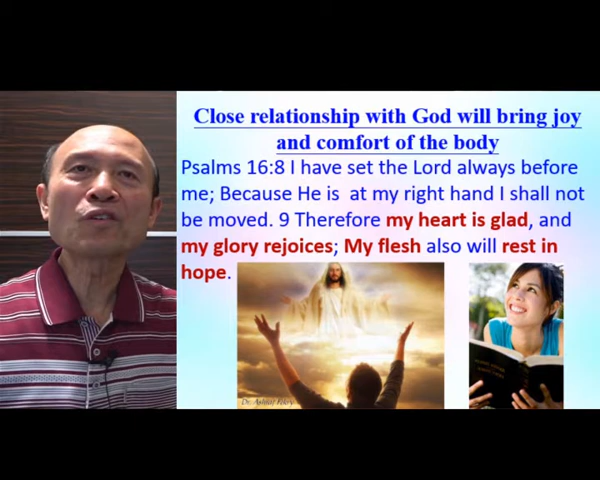 Close relationship with God will bring joy
and comfort of the body
Psalms 16:8 I have set the Lord always before
me; Because He is at my right hand I shall not
be moved. 9 Therefore my heart is glad, and
my glory rejoices; My flesh also will rest in
hope.